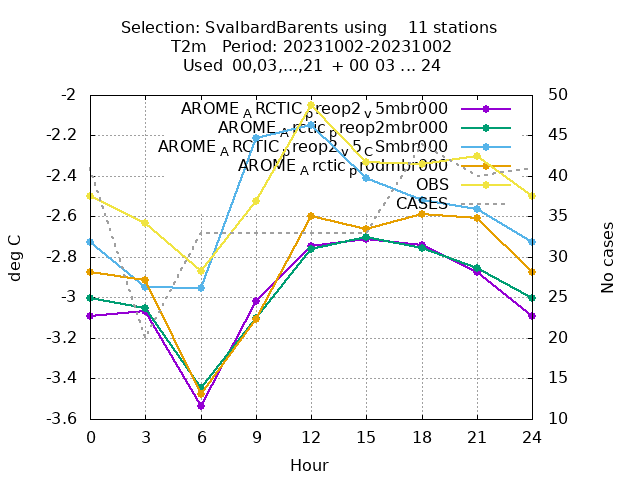 Selection: SvalbardBarents using 11 stations
T2m Period: 20231002-20231002
Used 00,03,...,21 + 00 03 ... 24
-2
-2.2
-2.4
-2.6
-2.8
-3
-3.2
-3.4
-3.6
deg C
AROME_ARCTIC_preop2_v5mbr000
AROME_Arctic_preop2mbr000
AROME_ARCTIC_preop2_v5_CSmbr000
AROME_Arctic_prodmbr000
OBS
CASES
50
45
40
35
30
25
20
15
10
No cases
0 3 6 9 12 15 18 21 24
Hour